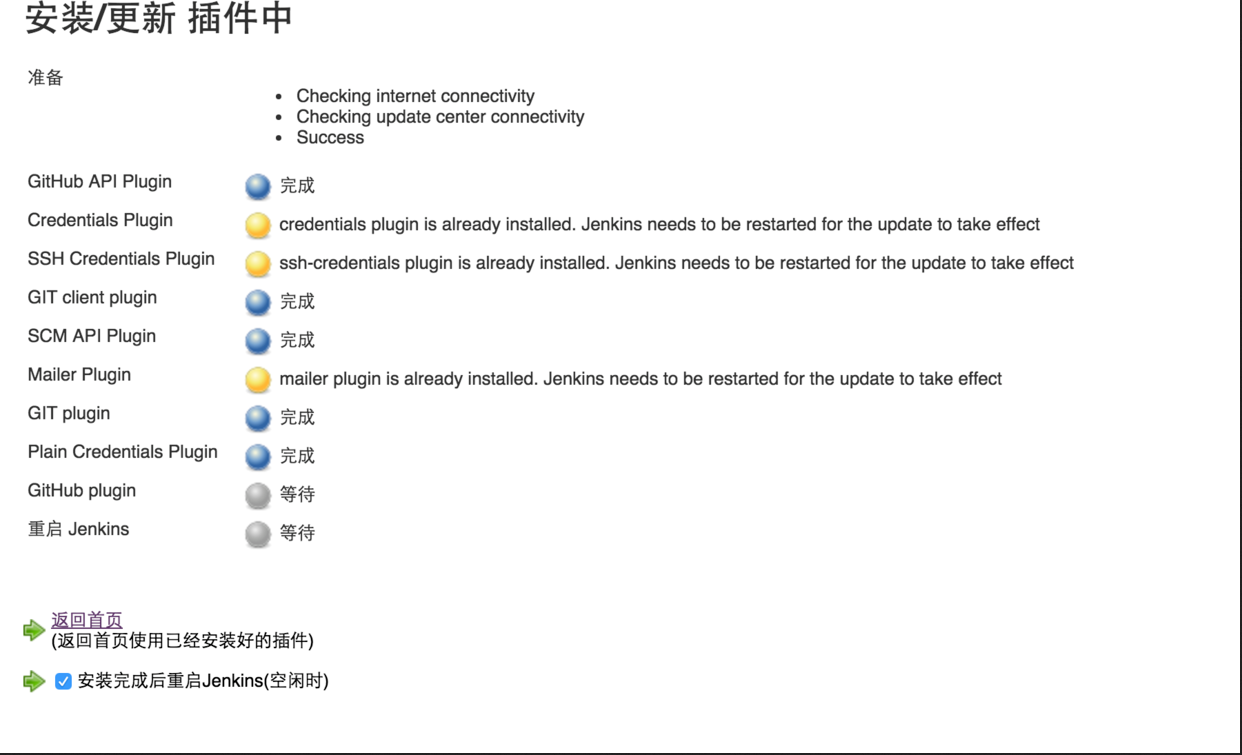 安装/更新 插件中
准备
Checking internet connectivity
Checking update center connectivity
Success
GitHub API Plugin 完成
Credentials Plugin credentials plugin is already installed. Jenkins needs to be restarted for the update to take effect
SSH Credentials Plugin ssh-credentials plugin is already installed. Jenkins needs to be restarted for the update to take effect
GIT client plugin 完成
SCM API Plugin 完成
Mailer Plugin mailer plugin is already installed. Jenkins needs to be restarted for the update to take effect
GIT plugin 完成
Plain Credentials Plugin 完成
GitHub plugin 等待
重启 Jenkins 等待
返回首页
(返回首页使用已经安装好的插件)
安装完成后重启Jenkins(空闲时)